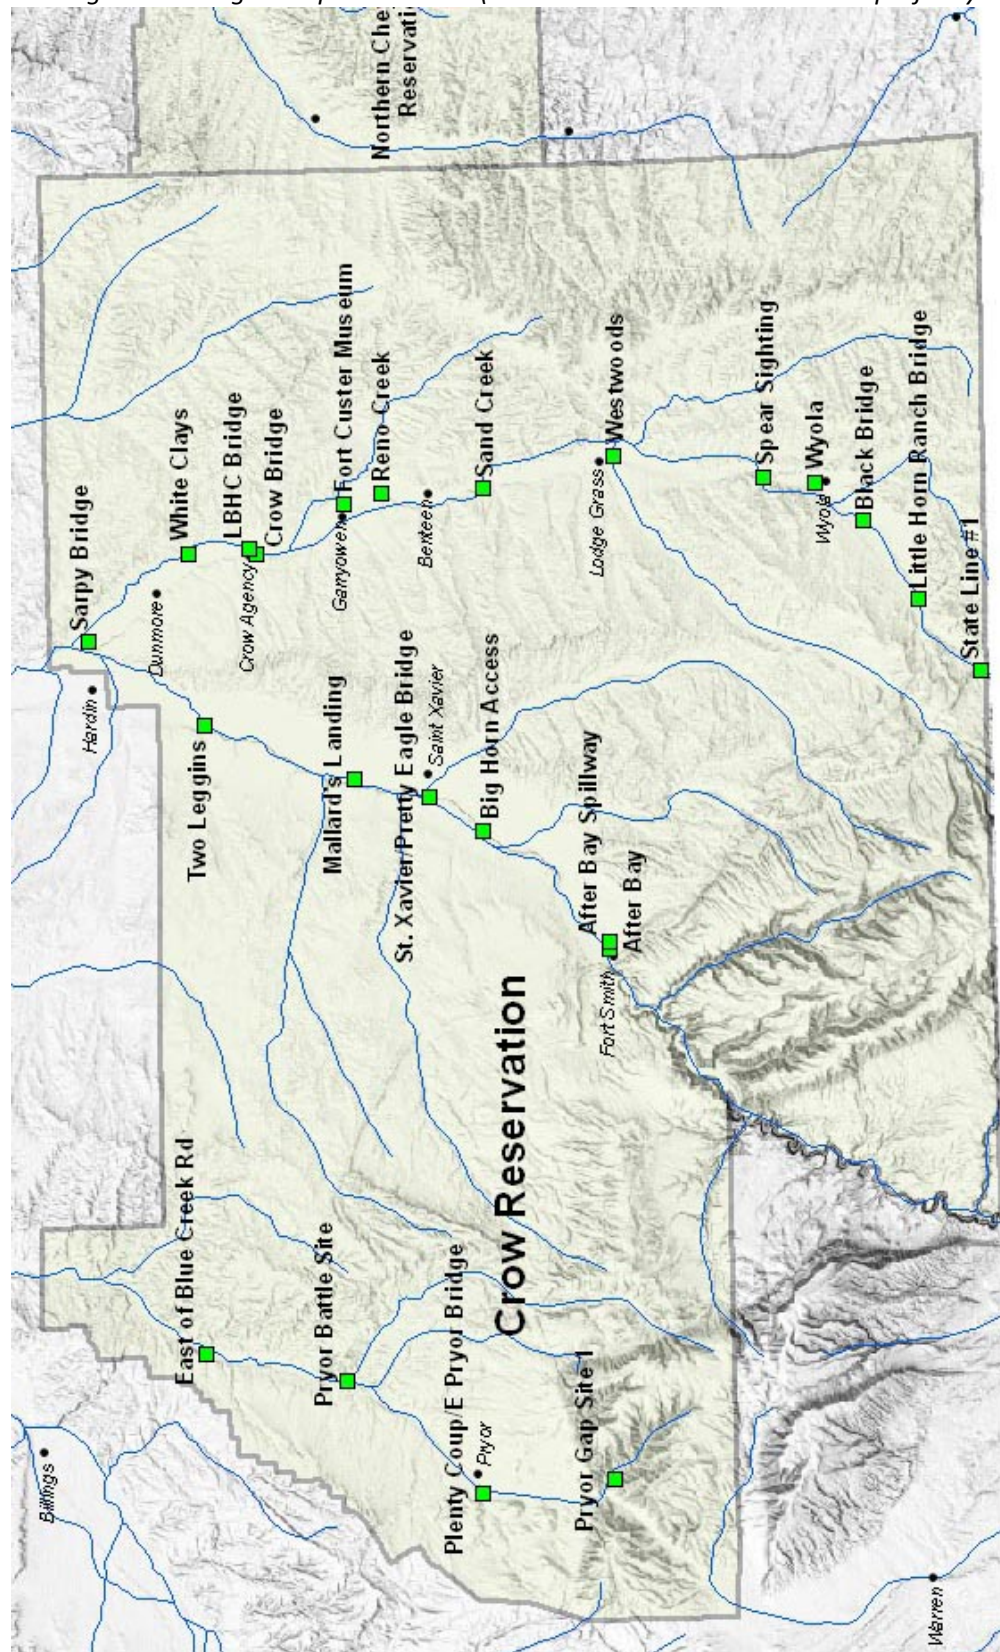 Northern Che
Reservati
Sarpy Bridge
White Clays
LBHC Bridge
Crow Bridge
Fort Custer Museum
Reno Creek
Sand Creek
Westwoods
Spear Sighting
Wyola
Black Bridge
Little Horn Ranch Bridge
State Line #1
Dunmore
Crow Agency
Garryowen
Benteen
Lodge Grass
Wyola
Hardin
Two Leggins
Mallard's Landing
St. Xavier/Pretty Eagle Bridge
Saint Xavier
Big Horn Access
After Bay Spillway
After Bay
Fort Smith
Crow Reservation
East of Blue Creek Rd
Pryor Battle Site
Plenty Coup/E Pryor Bridge
Pryor
Pryor Gap Site 1
Billings
Warren